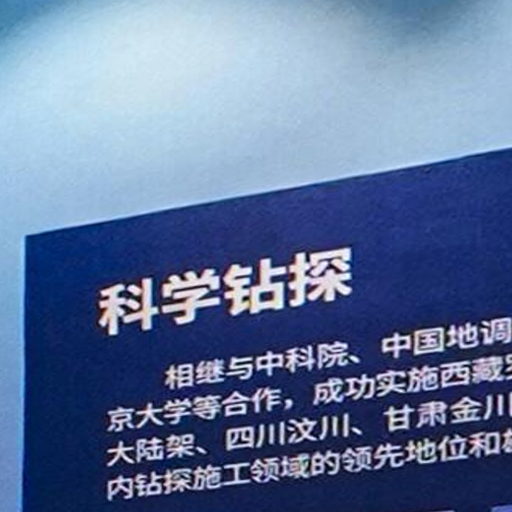 科学钻探
相继与中科院、中国地调
京大学等合作，成功实施西藏
大陆架、四川汶川、甘肃金川
内钻探施工领域的领先地位和